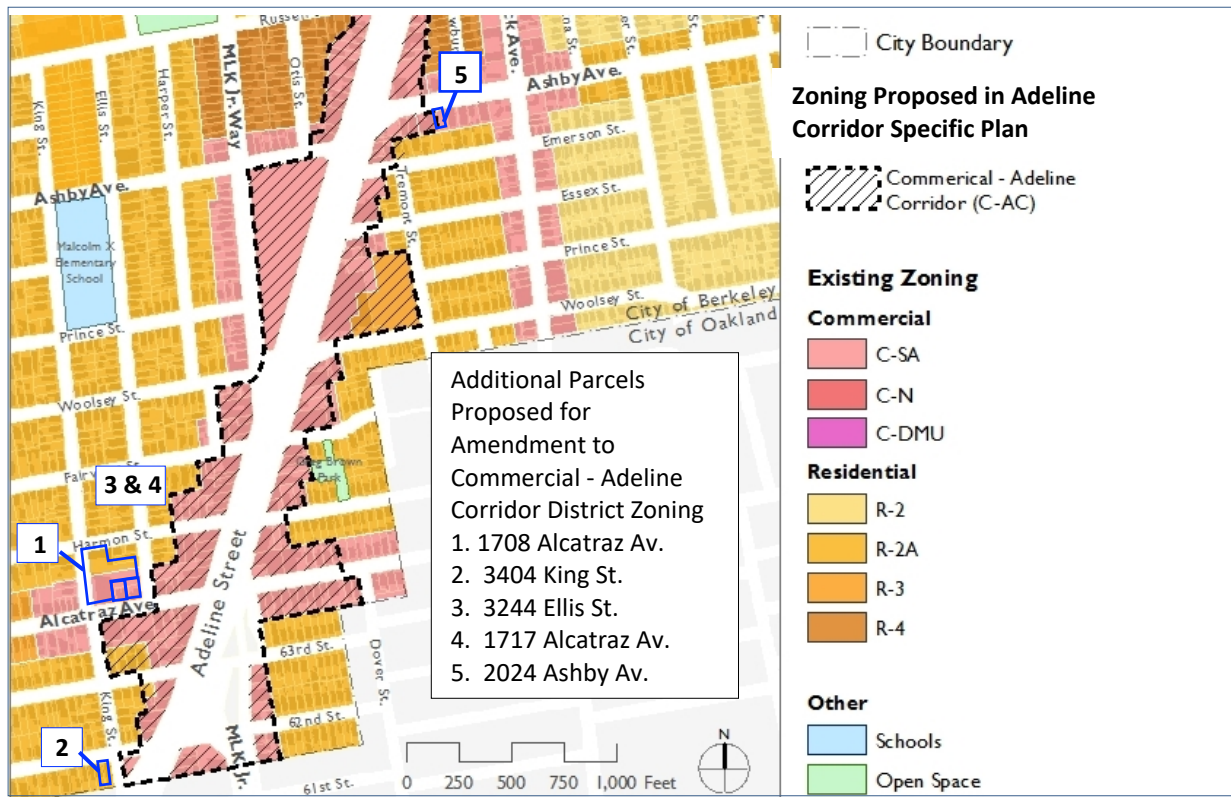 Russell
King St.
Ellis St.
Harper St.
MLK Jr. Way
Otis St.
Ave.
AshbyAve.
5
Emerson St.
Tremont St.
Essex St.
Prince St.
Woolsey St.
City of Berkeley
City of Oakland
AshbyAve.
Malcolm X
Elementary
School
Prince St.
Woolsey St.
3 & 4
Harmon St.
1
Alcatraz Ave.
Adeline Street
Greg Brown
Park
63rd St.
Dover St.
62nd St.
King St.
2
MLK Jr.
61st St.
Additional Parcels
Proposed for
Amendment to
Commercial - Adeline
Corridor District Zoning
1. 1708 Alcatraz Av.
2. 3404 King St.
3. 3244 Ellis St.
4. 1717 Alcatraz Av.
5. 2024 Ashby Av.
0 250 500 750 1,000 Feet
N
City Boundary
Zoning Proposed in Adeline
Corridor Specific Plan
Commerical - Adeline
Corridor (C-AC)
Existing Zoning
Commercial
C-SA
C-N
C-DMU
Residential
R-2
R-2A
R-3
R-4
Other
Schools
Open Space